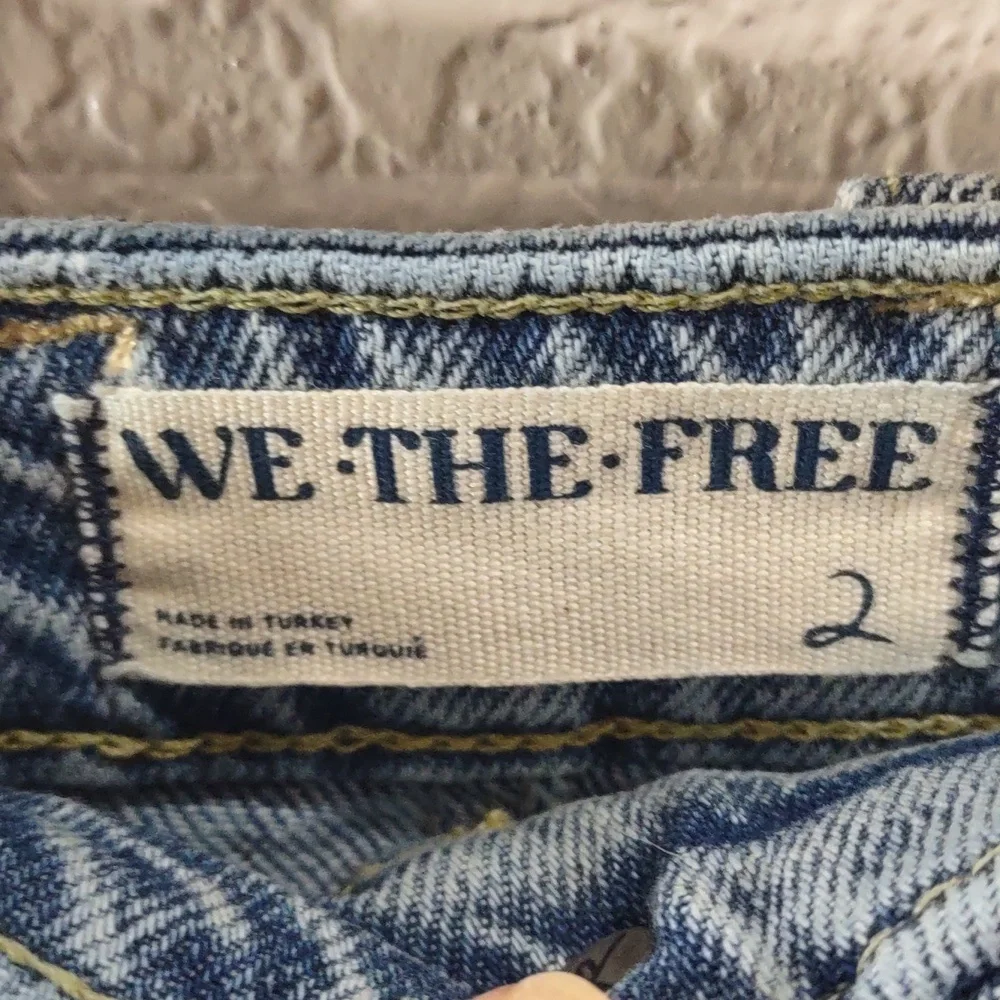 WE·THE·FREE
MADE IN TURKEY
FABRIQUÉ EN TURQUIE
2